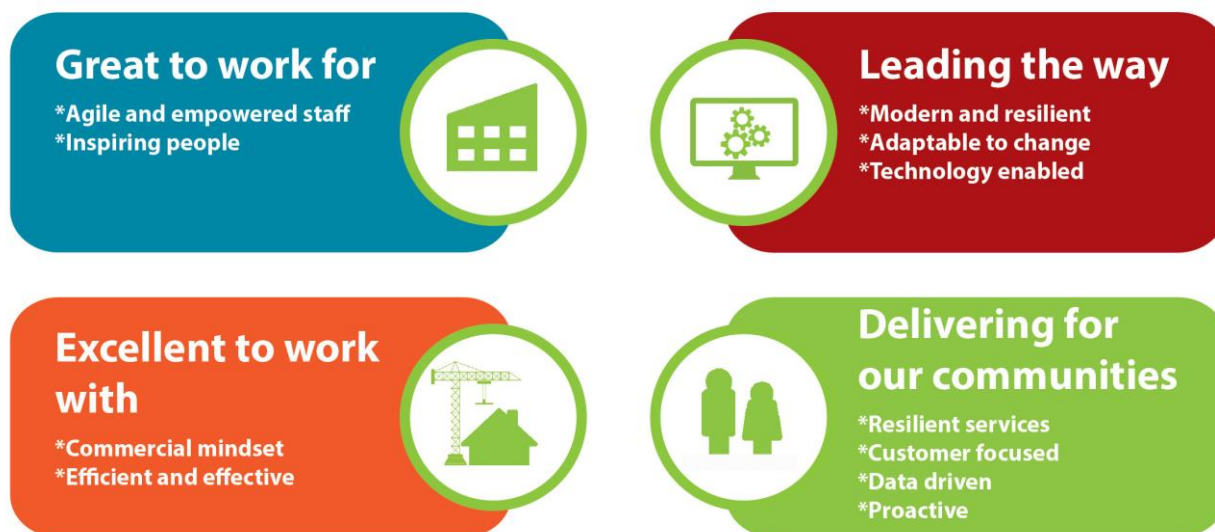 Great to work for
*Agile and empowered staff
*Inspiring people
Leading the way
*Modern and resilient
*Adaptable to change
*Technology enabled
Excellent to work
with
*Commercial mindset
*Efficient and effective
Delivering for
our communities
*Resilient services
*Customer focused
*Data driven
*Proactive